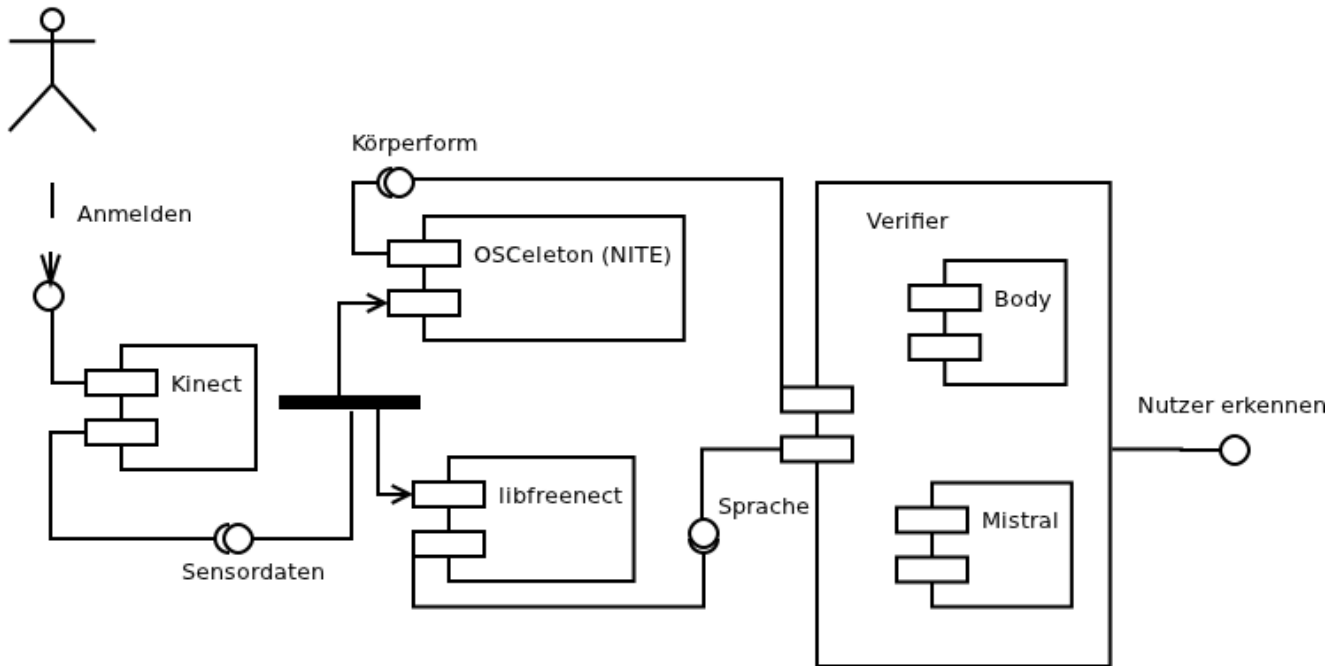 Körperform
Anmelden
Verifier
OSCeleton (NITE)
Body
Kinect
Nutzer erkennen
libfreenect
Sprache
Mistral
Sensordaten